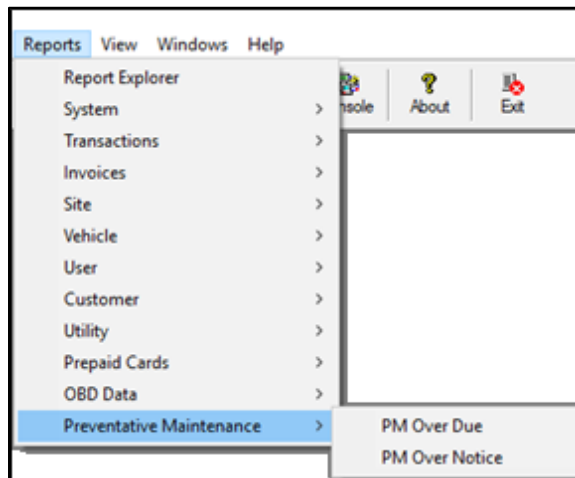 Reports View Windows Help
Report Explorer
System
Transactions
Invoices
Site
Vehicle
User
Customer
Utility
Prepaid Cards
OBD Data
Preventative Maintenance
About
Exit
PM Over Due
PM Over Notice